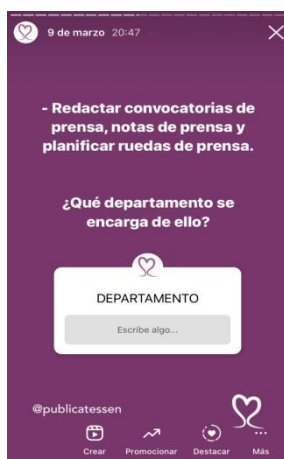 9 de marzo 20:47
- Redactar convocatorias de
prensa, notas de prensa y
planificar ruedas de prensa.
¿Qué departamento se
encarga de ello?
DEPARTAMENTO
Escribe algo...
@publicatessen
Crear Promocionar Destacar Más